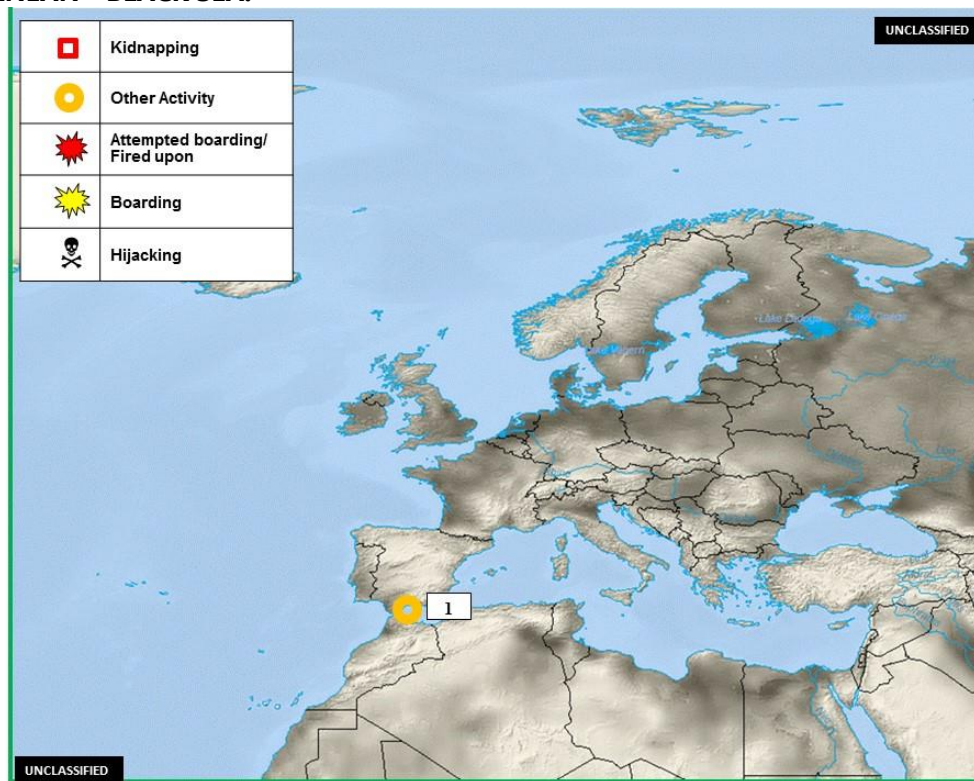 UNCLASSIFIED
Kidnapping
Other Activity
Attempted boarding/
Fired upon
Boarding
Hijacking
1
UNCLASSIFIED